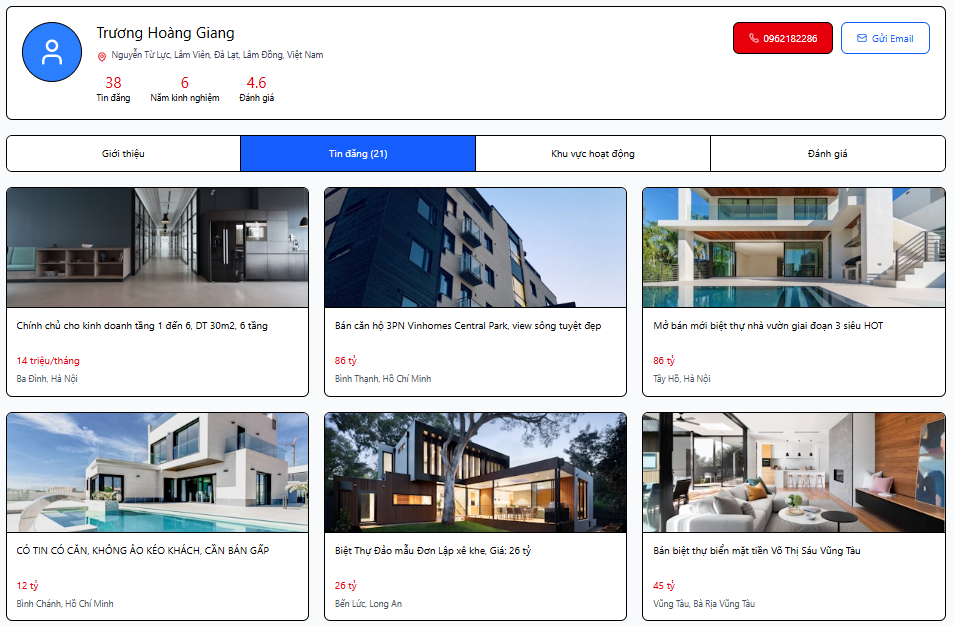 Trương Hoàng Giang
Nguyễn Tử Lực, Lâm Viên, Đà Lạt, Lâm Đồng, Việt Nam
38 6 4.6
Tin đăng Năm kinh nghiệm Đánh giá
0962182286 Gửi Email
Giới thiệu Tin đăng (21) Khu vực hoạt động Đánh giá
Chính chủ cho kinh doanh tầng 1 đến 6, DT 30m2, 6 tầng
14 triệu/tháng
Ba Đình, Hà Nội
Bán căn hộ 3PN Vinhomes Central Park, view sông tuyệt đẹp
86 tỷ
Bình Thạnh, Hồ Chí Minh
Mở bán mới biệt thự nhà vườn giai đoạn 3 siêu HOT
86 tỷ
Tây Hồ, Hà Nội
CÓ TIN CÓ CĂN, KHÔNG ẢO KÉO KHÁCH, CẦN BÁN GẤP
12 tỷ
Bình Chánh, Hồ Chí Minh
Biệt Thự Đảo mẫu Đơn Lập xẻ khe, Giá: 26 tỷ
26 tỷ
Bến Lức, Long An
Bán biệt thự biển mặt tiền Võ Thị Sáu Vũng Tàu
45 tỷ
Vũng Tàu, Bà Rịa Vũng Tàu